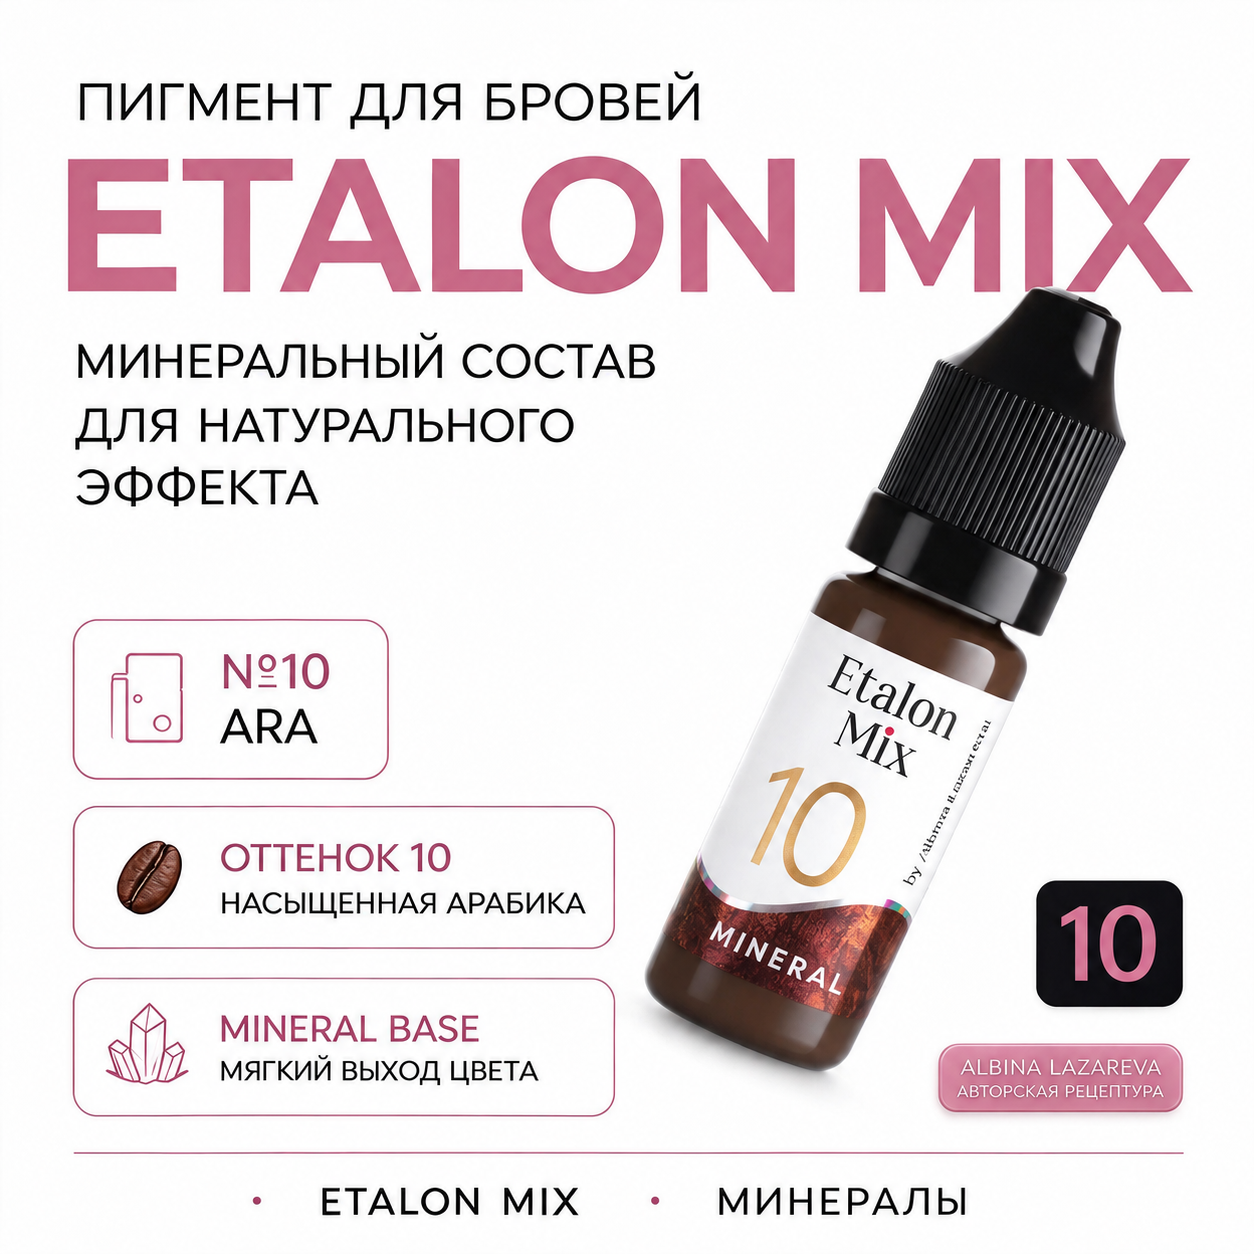 ПИГМЕНТ ДЛЯ БРОВЕЙ
ETALON MIX
МИНЕРАЛЬНЫЙ СОСТАВ
ДЛЯ НАТУРАЛЬНОГО
ЭФФЕКТА
№10
ARA
ОТТЕНОК 10
НАСЫЩЕННАЯ АРАБИКА
MINERAL BASE
МЯГКИЙ ВЫХОД ЦВЕТА
Etalon
Mix
10
by
MINERAL
10
ALBINA LAZAREVA
АВТОРСКАЯ РЕЦЕПТУРА
• ETALON MIX • МИНЕРАЛЫ